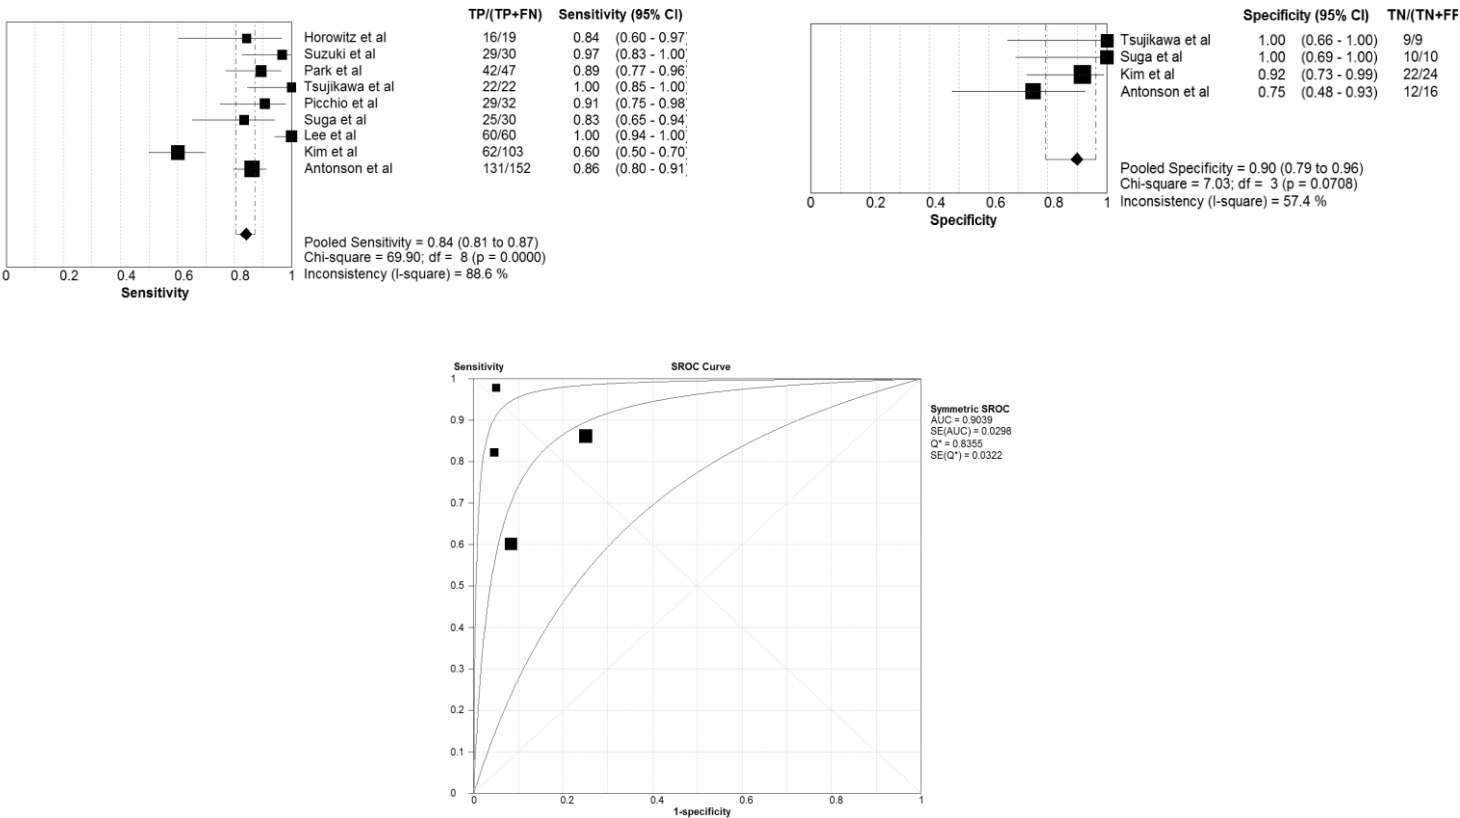 TP/(TP+FN) Sensitivity (95% CI)
Horowitz et al 16/19 0.84 (0.60 - 0.97)
Suzuki et al 29/30 0.97 (0.83 - 1.00)
Park et al 42/47 0.89 (0.77 - 0.96
Tsujikawa et al 22/22 1.00 (0.85 - 1.00)
Picchio et al 29/32 0.91 (0.75 - 0.98)
Suga et al 25/30 0.83 (0.65 - 0.94)
Lee et al 60/60 1.00 (0.94 - 1.00)
Kim et al 62/103 0.60 (0.50 - 0.70
Antonson et al 131/152 0.86 (0.80 - 0.91)
Pooled Sensitivity = 0.84 (0.81 to 0.87)
Chi-square = 69.90; df = 8 (p = 0.0000)
Inconsistency (I-square) = 88.6 %
0 0.2 0.4 0.6 0.8 1
Sensitivity
Specificity (95% CI) TN/(TN+FP
Tsujikawa et al 1.00 (0.66 - 1.00) 9/9
Suga et al 1.00 (0.69 - 1.00) 10/10
Kim et al 0.92 (0.73 - 0.99) 22/24
Antonson et al 0.75 (0.48 - 0.93) 12/16
Pooled Specificity = 0.90 (0.79 to 0.96)
Chi-square = 7.03; df = 3 (p = 0.0708)
Inconsistency (I-square) = 57.4 %
0 0.2 0.4 0.6 0.8 1
Specificity
Sensitivity SROC Curve
1
0.9
0.8
0.7
0.6
0.5
0.4
0.3
0.2
0.1
0
0 0.2 0.4 0.6 0.8 1
1-specificity
Symmetric SROC
AUC = 0.9039
SE(AUC) = 0.0298
Q* = 0.8355
SE(Q*) = 0.0322